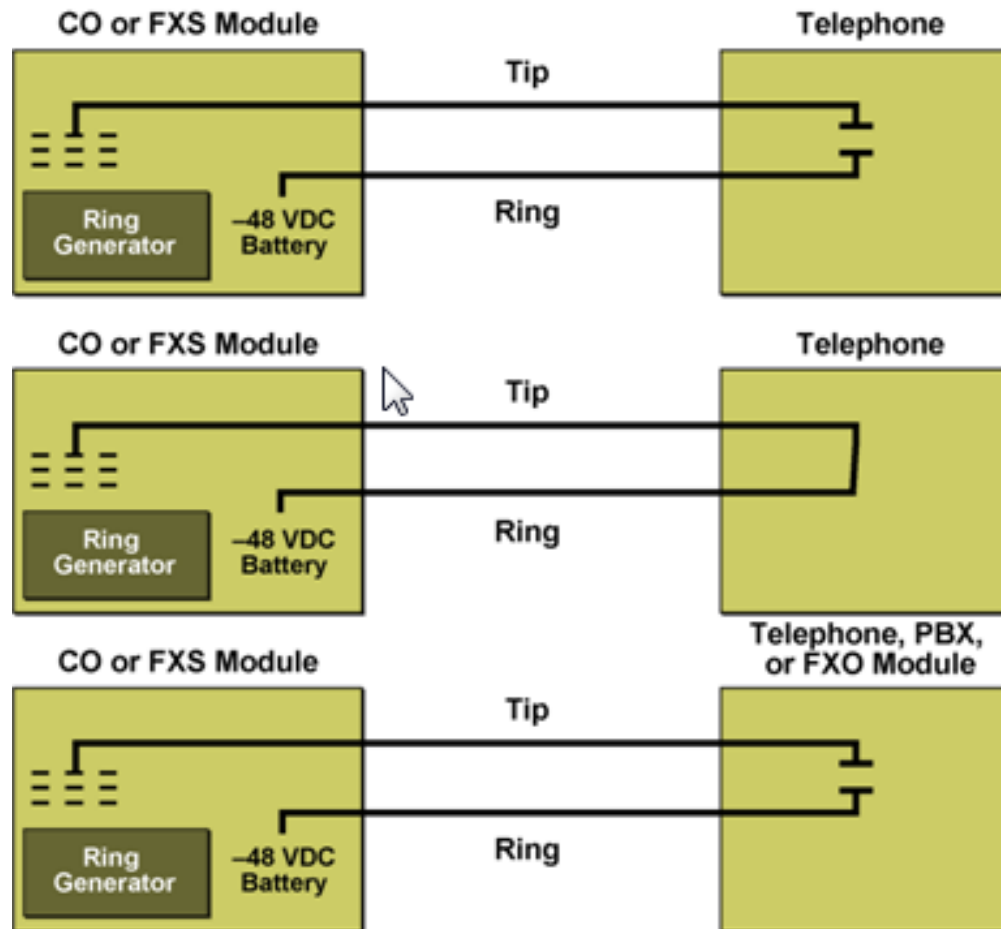 CO or FXS Module
Telephone
Tip
Ring
Ring
Generator
–48 VDC
Battery
CO or FXS Module
Telephone
Tip
Ring
Ring
Generator
–48 VDC
Battery
CO or FXS Module
Telephone, PBX,
or FXO Module
Tip
Ring
Ring
Generator
–48 VDC
Battery